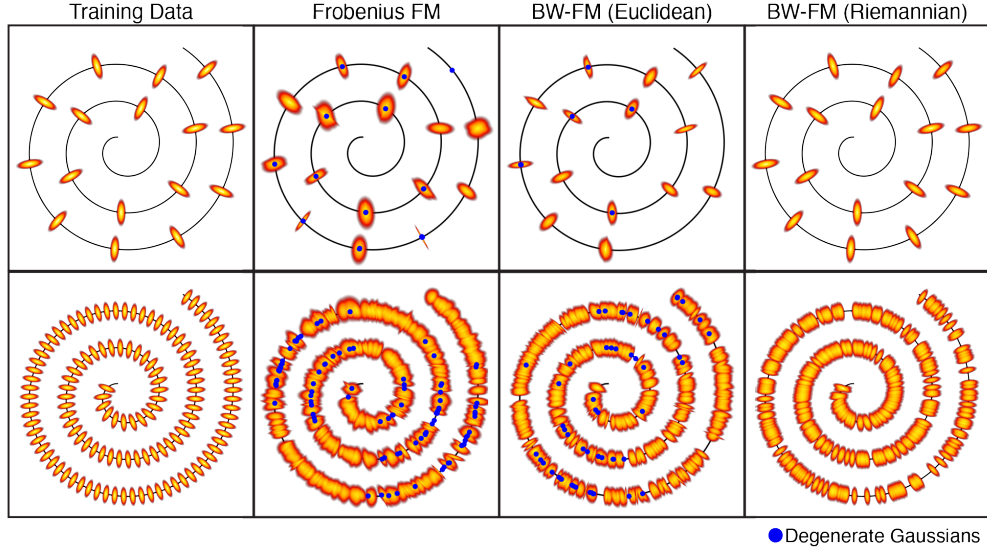 Training Data
Frobenius FM
BW-FM (Euclidean)
BW-FM (Riemannian)
Degenerate Gaussians